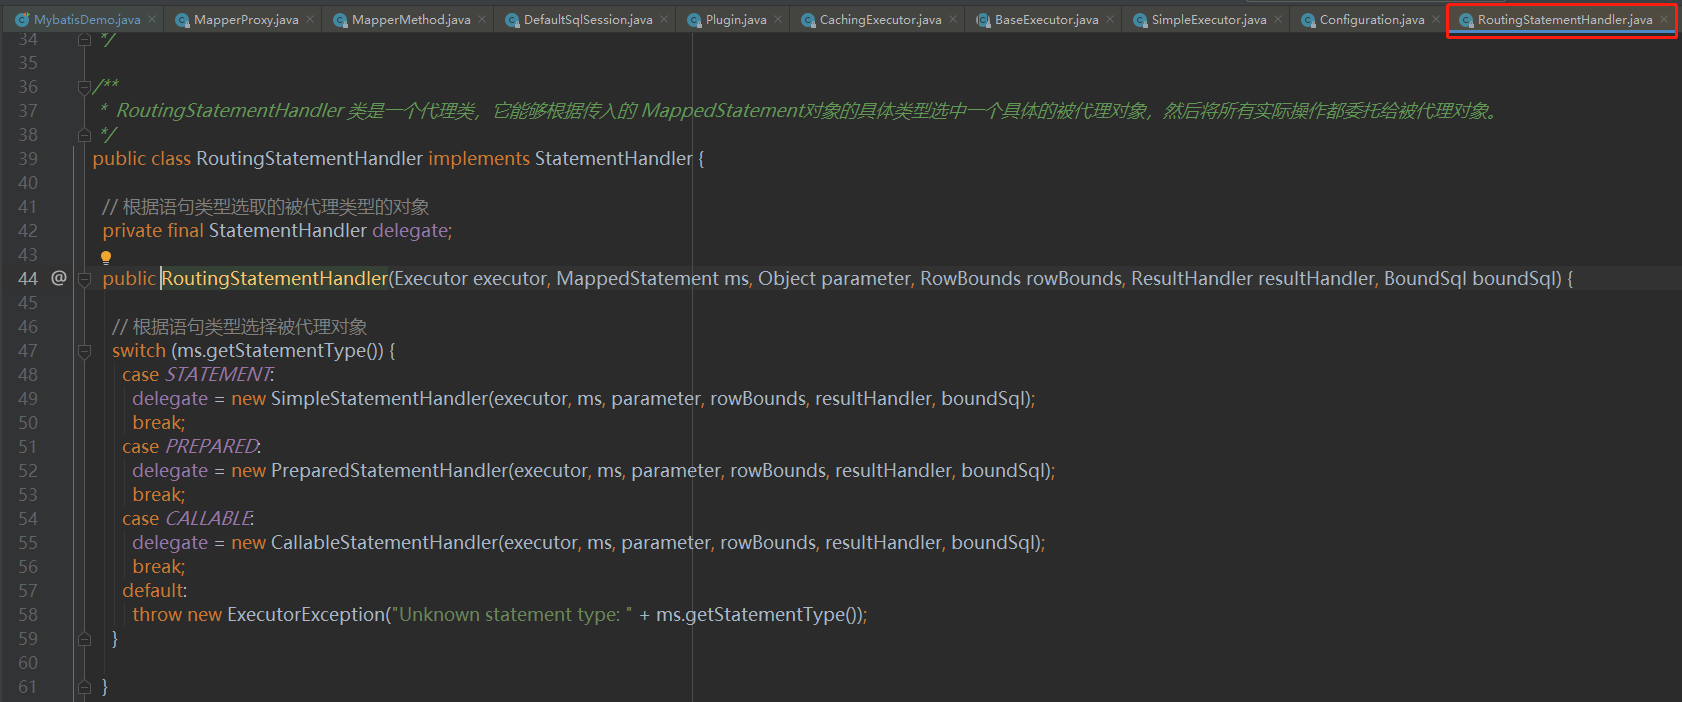 MybatisDemo.java MapperProxy.java MapperMethod.java DefaultSqlSession.java Plugin.java CachingExecutor.java BaseExecutor.java SimpleExecutor.java Configuration.java RoutingStatementHandler.java
34 */
35
36 /**
37 * RoutingStatementHandler 类是一个代理类，它能够根据传入的 MappedStatement对象的具体类型选中一个具体的被代理对象，然后将所有实际操作都委托给被代理对象。
38 */
39 public class RoutingStatementHandler implements StatementHandler {
40
41 // 根据语句类型选取的被代理类型的对象
42 private final StatementHandler delegate;
43
44 @ public RoutingStatementHandler(Executor executor, MappedStatement ms, Object parameter, RowBounds rowBounds, ResultHandler resultHandler, BoundSql boundSql) {
45
46 // 根据语句类型选择被代理对象
47 switch (ms.getStatementType()) {
48 case STATEMENT:
49 delegate = new SimpleStatementHandler(executor, ms, parameter, rowBounds, resultHandler, boundSql);
50 break;
51 case PREPARED:
52 delegate = new PreparedStatementHandler(executor, ms, parameter, rowBounds, resultHandler, boundSql);
53 break;
54 case CALLABLE:
55 delegate = new CallableStatementHandler(executor, ms, parameter, rowBounds, resultHandler, boundSql);
56 break;
57 default:
58 throw new ExecutorException("Unknown statement type: " + ms.getStatementType());
59 }
60
61 }